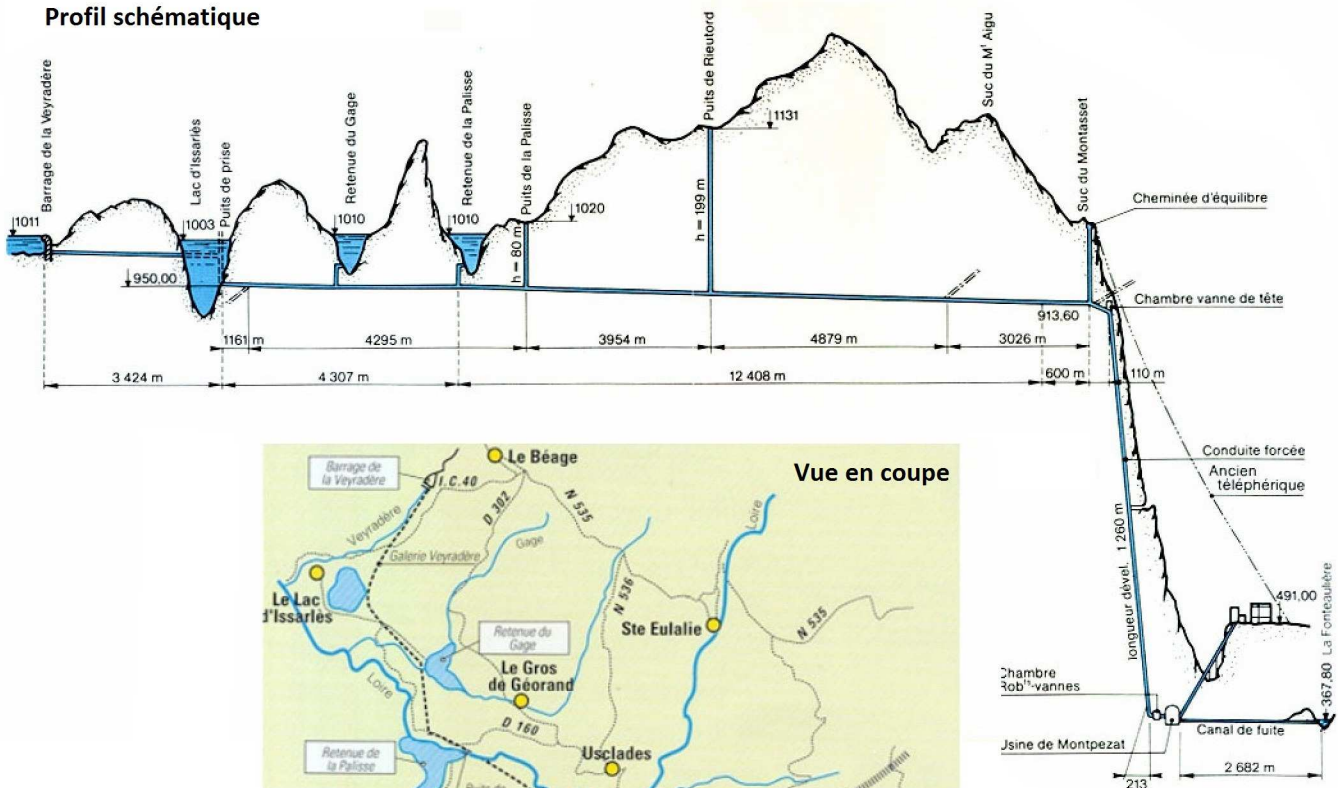 Profil schématique
Barrage de la Veyradère
Lac d'Issarlès
Puits de prise
Retenue du Gage
Retenue de la Palisse
Puits de la Palisse
Puits de Rieutord
Suc du Mt Aigu
Suc du Montasset
1011
1003
1010
1010
1020
1131
950,00
h = 80 m
h = 199 m
Cheminée d'équilibre
Chambre vanne de tête
913,60
1161 m
4295 m
3954 m
4879 m
3026 m
3 424 m
4 307 m
12 408 m
600 m
110 m
Conduite forcée
Ancien
téléphérique
longueur dével. 1 260 m
491,00
367,80 La Fonteaulière
Chambre
Robts-vannes
Usine de Montpezat
Canal de fuite
2 682 m
213
Vue en coupe
Le Béage
Barrage de
la Veyradère
I.C.40
D 302
N 535
Veyradère
Galerie Veyradère
Gage
Loire
Le Lac
d'Issarlès
N 536
Ste Eulalie
N 535
Retenue du
Gage
Le Gros
de Géorand
Loire
D 160
Usclades
Retenue de
la Palisse